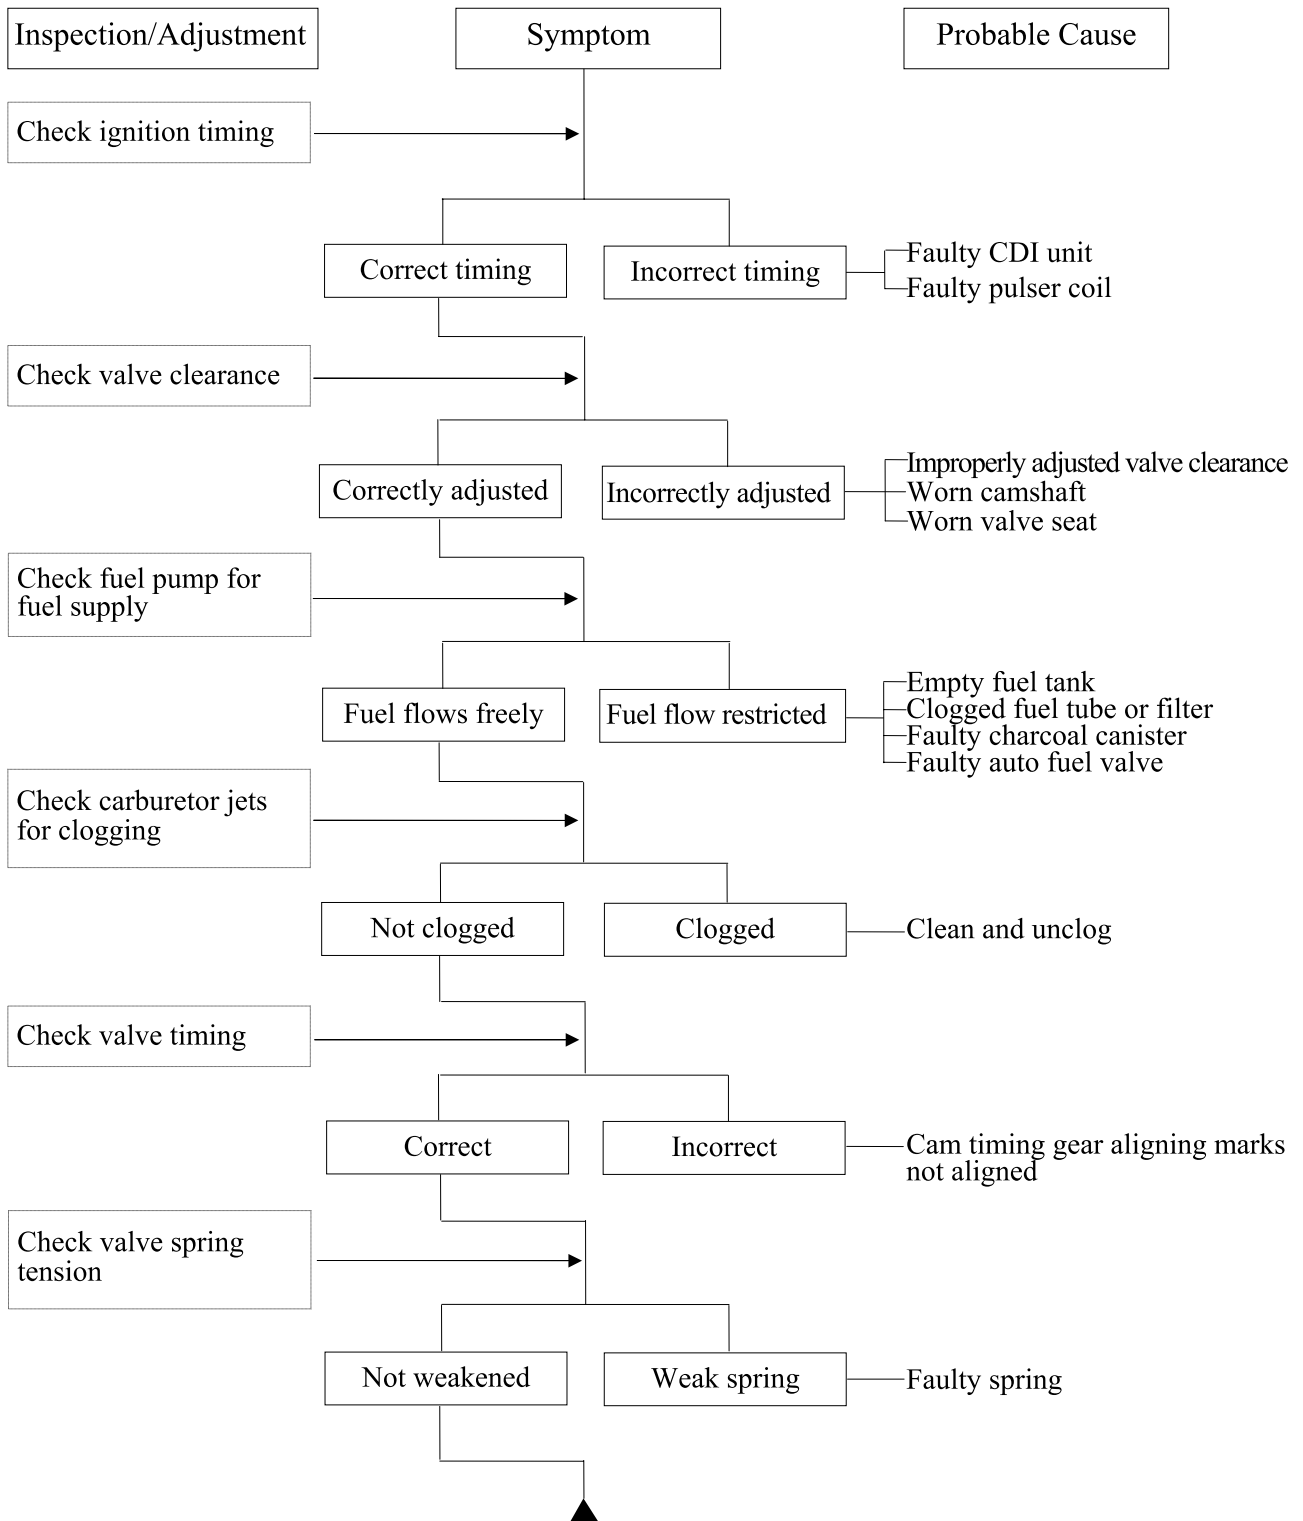 Inspection/Adjustment
Symptom
Probable Cause
Check ignition timing
Correct timing
Incorrect timing
Faulty CDI unit
Faulty pulser coil
Check valve clearance
Correctly adjusted
Incorrectly adjusted
Improperly adjusted valve clearance
Worn camshaft
Worn valve seat
Check fuel pump for
fuel supply
Fuel flows freely
Fuel flow restricted
Empty fuel tank
Clogged fuel tube or filter
Faulty charcoal canister
Faulty auto fuel valve
Check carburetor jets
for clogging
Not clogged
Clogged
Clean and unclog
Check valve timing
Correct
Incorrect
Cam timing gear aligning marks
not aligned
Check valve spring
tension
Not weakened
Weak spring
Faulty spring